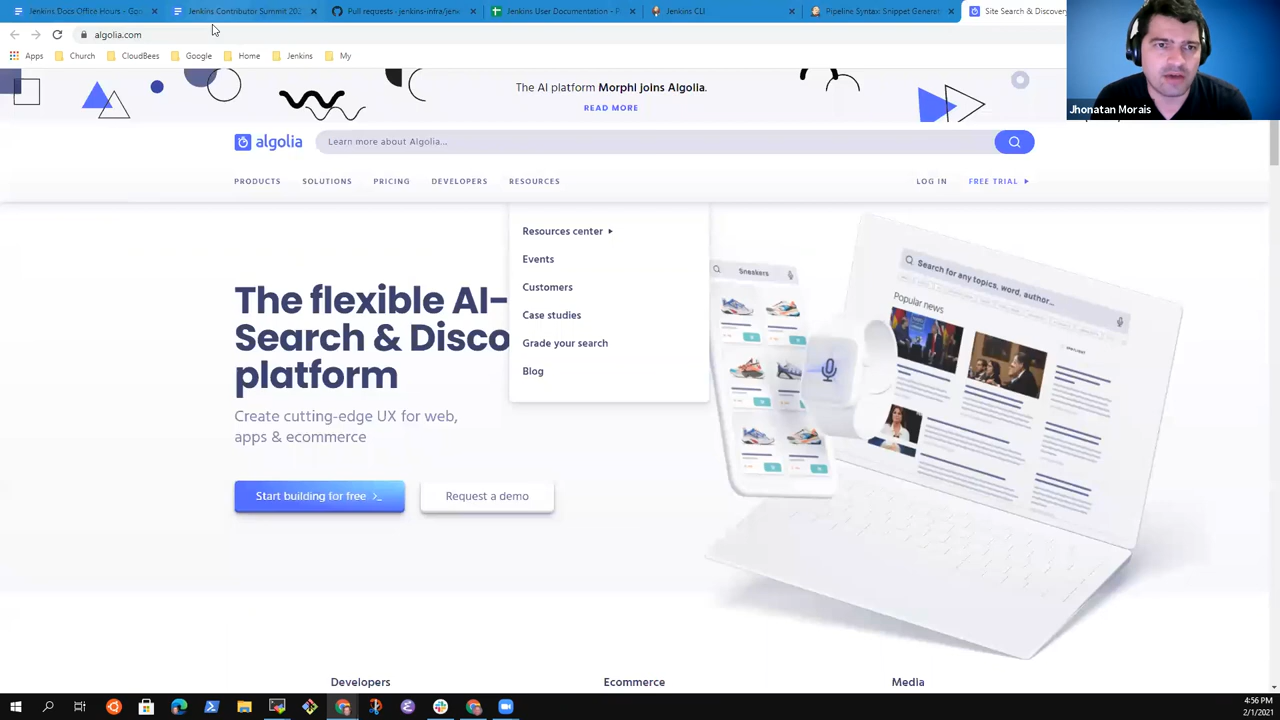 Jenkins Docs Office Hours - Goo
Jenkins Contributor Summit 202
Pull requests · jenkins-infra/jen
Jenkins User Documentation - P
Jenkins CLI
Pipeline Syntax: Snippet Generat
Site Search & Discovery
algolia.com
Apps
Church
CloudBees
Google
Home
Jenkins
My
Jhonatan Morais
The AI platform Morphl joins Algolia.
READ MORE
algolia
Learn more about Algolia...
PRODUCTS
SOLUTIONS
PRICING
DEVELOPERS
RESOURCES
LOG IN
FREE TRIAL
Resources center
Events
Customers
Case studies
Grade your search
Blog
The flexible AI-
Search & Disco
platform
Create cutting-edge UX for web,
apps & ecommerce
Start building for free >_
Request a demo
Sneakers
Search for any topics, word, author...
Popular news
Developers
Ecommerce
Media
4:56 PM
2/1/2021